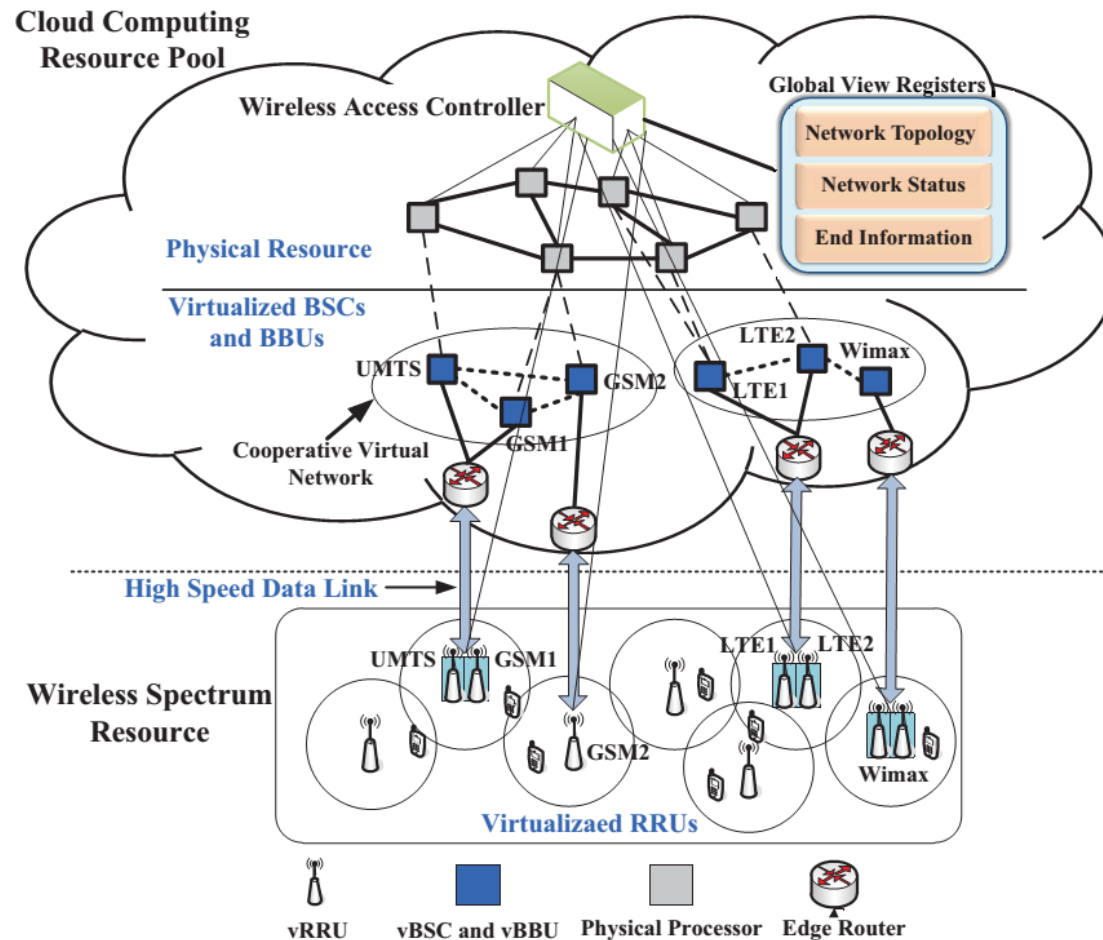 Cloud Computing
Resource Pool
Wireless Access Controller
Global View Registers
Network Topology
Network Status
End Information
Physical Resource
Virtualized BSCs
and BBUs
UMTS
GSM2
GSM1
LTE2
Wimax
LTE1
Cooperative Virtual
Network
High Speed Data Link
Wireless Spectrum
Resource
UMTS
GSM1
GSM2
LTE1
LTE2
Wimax
Virtualizaed RRUs
vRRU
vBSC and vBBU
Physical Processor
Edge Router